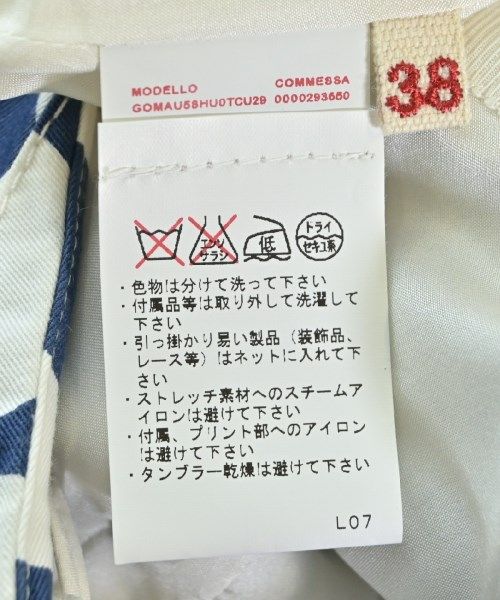 MODELLO COMMESSA
GOMAU58HU0TCU29 0000293650
38
エンソ
サラシ
低
ドライ
セキユ系
・色物は分けて洗って下さい
・付属品等は取り外して洗濯して
下さい
・引っ掛かり易い製品（装飾品、
レース等）はネットに入れて下
さい
・ストレッチ素材へのスチームア
イロンは避けて下さい
・付属、プリント部へのアイロン
は避けて下さい
・タンブラー乾燥は避けて下さい
L07